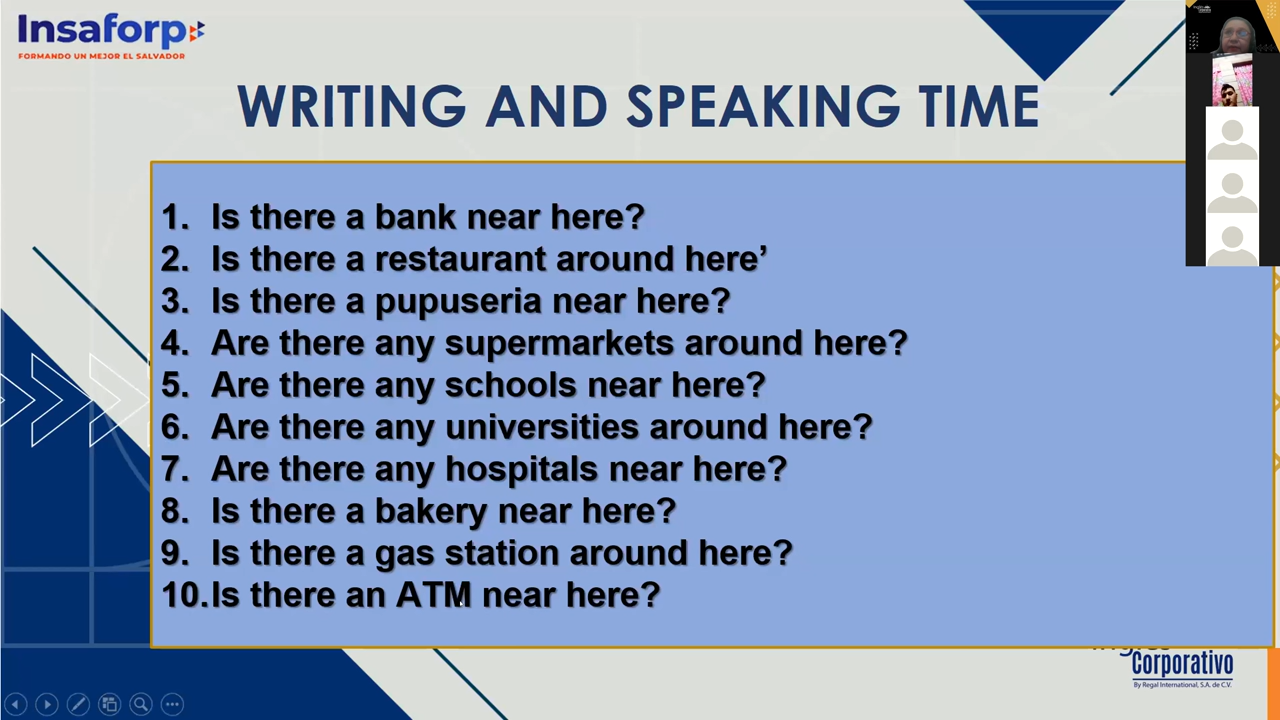 Insaforp
FORMANDO UN MEJOR EL SALVADOR
WRITING AND SPEAKING TIME
1. Is there a bank near here?
2. Is there a restaurant around here’
3. Is there a pupuseria near here?
4. Are there any supermarkets around here?
5. Are there any schools near here?
6. Are there any universities around here?
7. Are there any hospitals near here?
8. Is there a bakery near here?
9. Is there a gas station around here?
10. Is there an ATM near here?
Corporativo
By Regal International, S.A. de C.V.